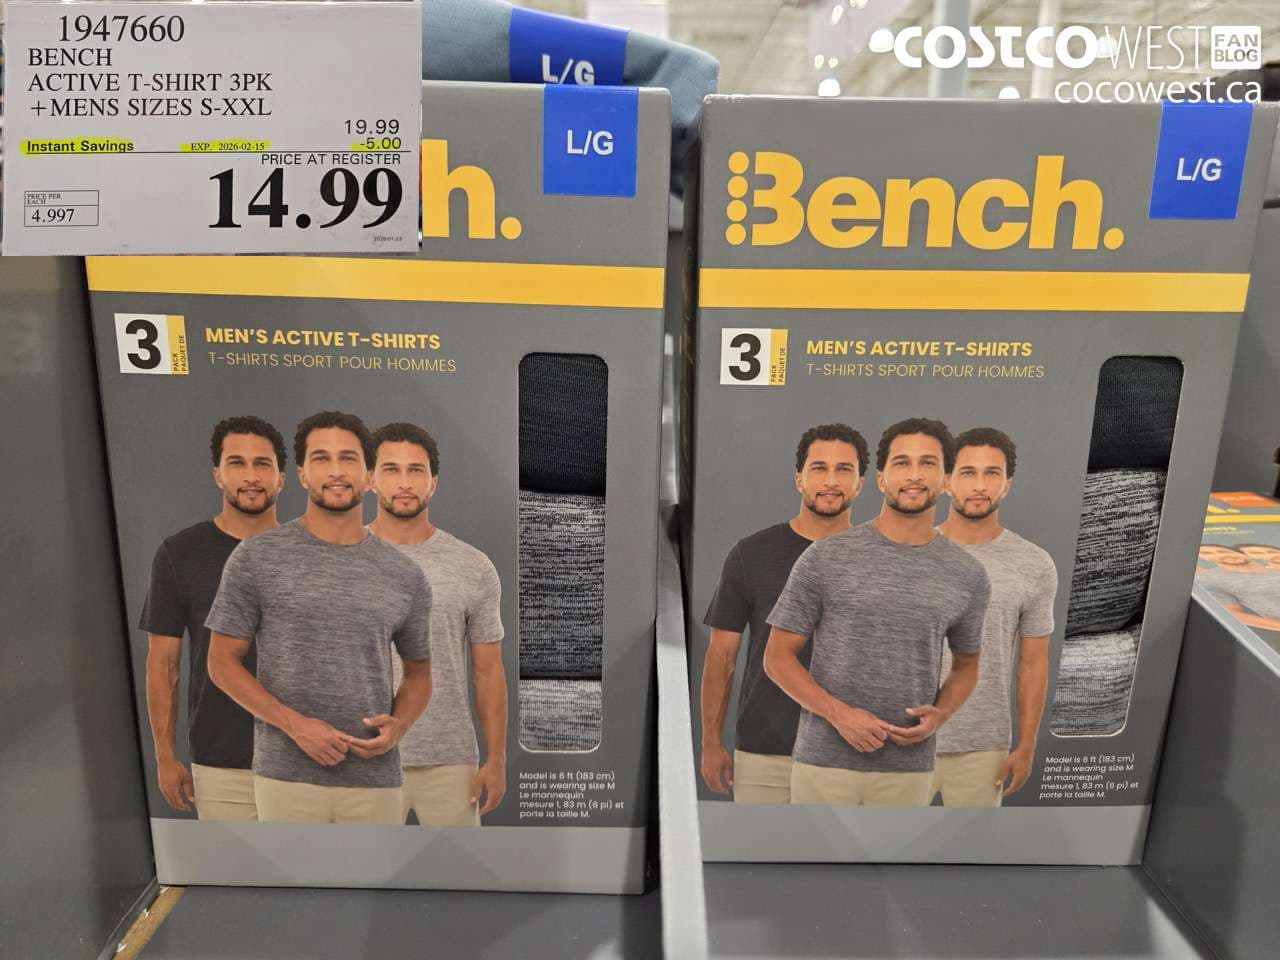 1947660
BENCH
ACTIVE T-SHIRT 3PK
+MENS SIZES S-XXL
19.99
Instant Savings EXP. 2026-02-15 -5.00
PRICE AT REGISTER
14.99
PRICE PER
EACH
4.997
COSTCO WEST FAN BLOG
cocowest.ca
L/G
L/G
h.
3 PACK PAQUET DE
MEN'S ACTIVE T-SHIRTS
T-SHIRTS SPORT POUR HOMMES
Model is 6 ft (183 cm)
and is wearing size M
Le mannequin
mesure 1, 83 m (6 pi) et
porte la taille M.
L/G
Bench.
3 PACK PAQUET DE
MEN'S ACTIVE T-SHIRTS
T-SHIRTS SPORT POUR HOMMES
Model is 6 ft (183 cm)
and is wearing size M
Le mannequin
mesure 1, 83 m (6 pi) et
porte la taille M.